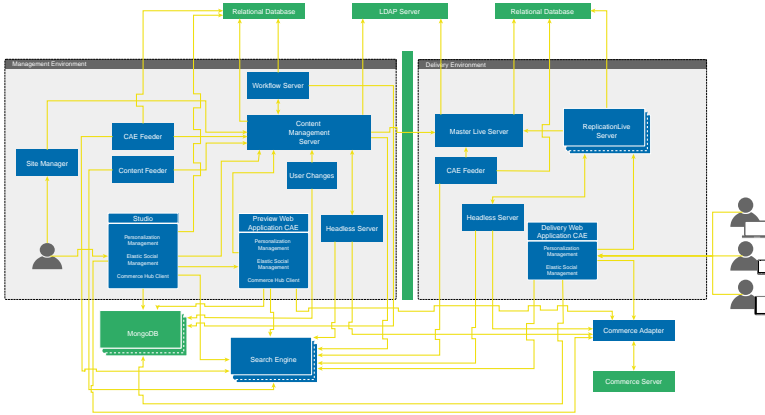 Relational Database
LDAP Server
Relational Database
Management Environment
Delivery Environment
Workflow Server
Content
Management
Server
CAE Feeder
Content Feeder
Site Manager
User Changes
Headless Server
Master Live Server
ReplicationLive
Server
CAE Feeder
Headless Server
Studio
Personalization
Management
Elastic Social
Management
Commerce Hub Client
Preview Web
Application CAE
Personalization
Management
Elastic Social
Management
Commerce Hub Client
Delivery Web
Application CAE
Personalization
Management
Elastic Social
Management
MongoDB
Search Engine
Commerce Adapter
Commerce Server